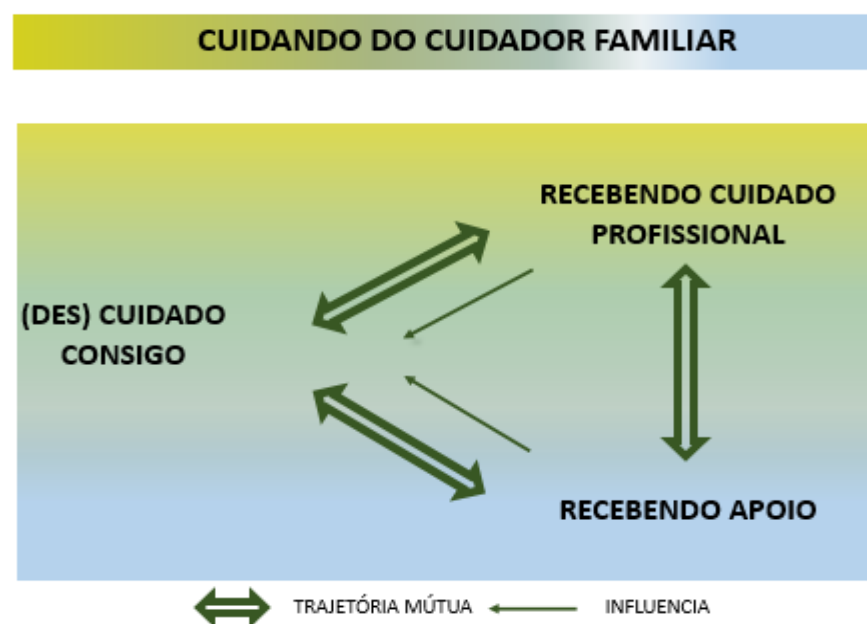 CUIDANDO DO CUIDADOR FAMILIAR
RECEBENDO CUIDADO
PROFISSIONAL
(DES) CUIDADO
CONSIGO
RECEBENDO APOIO
TRAJETÓRIA MÚTUA
INFLUENCIA